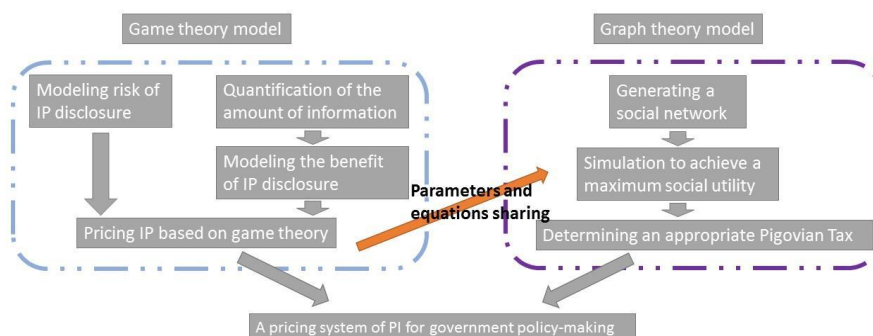 Game theory model
Graph theory model
Modeling risk of
IP disclosure
Quantification of the
amount of information
Modeling the benefit
of IP disclosure
Pricing IP based on game theory
Parameters and
equations sharing
Generating a
social network
Simulation to achieve a
maximum social utility
Determining an appropriate Pigovian Tax
A pricing system of PI for government policy-making